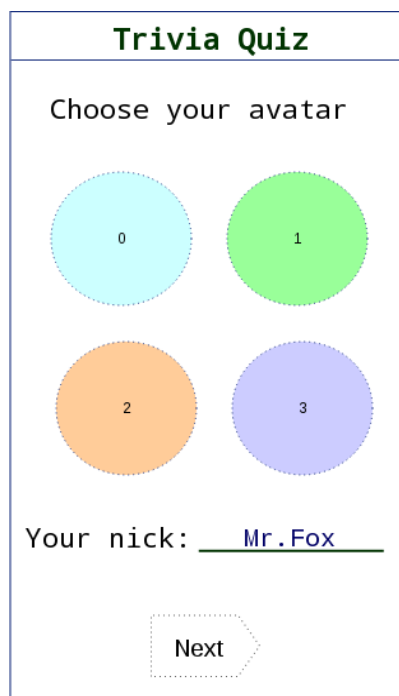 Trivia Quiz
Choose your avatar
0 1
2 3
Your nick: Mr.Fox
Next